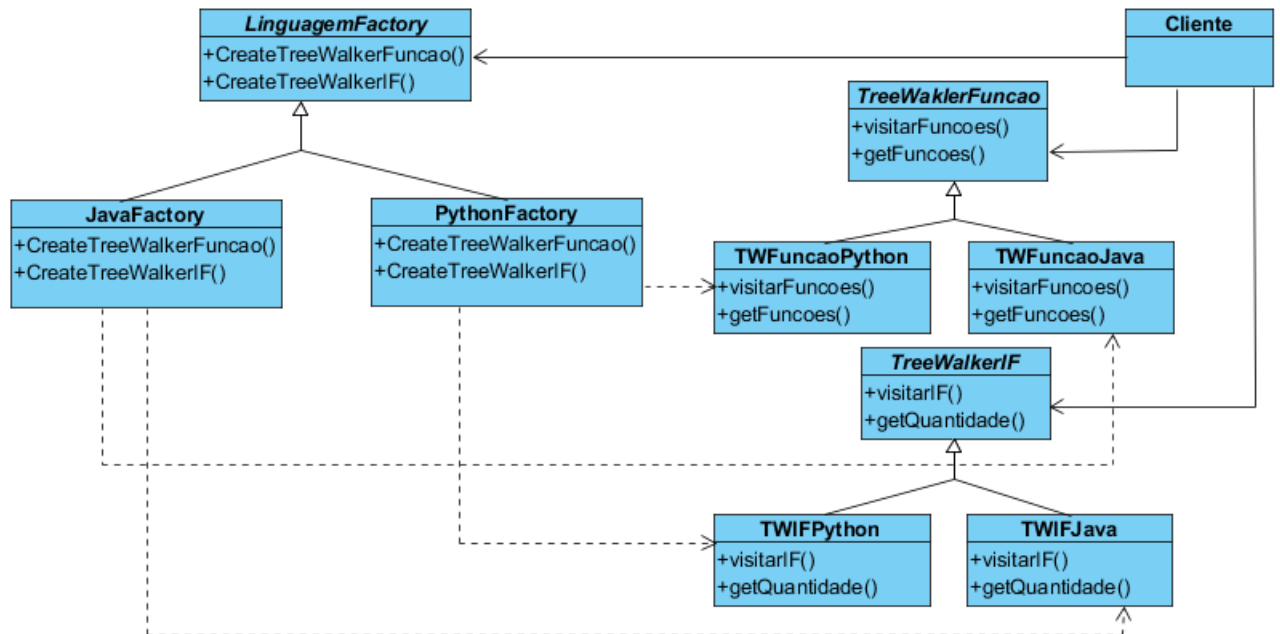 LinguagemFactory
+CreateTreeWalkerFuncao()
+CreateTreeWalkerIF()
Cliente
TreeWaklerFuncao
+visitarFuncoes()
+getFuncoes()
JavaFactory
+CreateTreeWalkerFuncao()
+CreateTreeWalkerIF()
PythonFactory
+CreateTreeWalkerFuncao()
+CreateTreeWalkerIF()
TWFuncaoPython
+visitarFuncoes()
+getFuncoes()
TWFuncaoJava
+visitarFuncoes()
+getFuncoes()
TreeWalkerIF
+visitarIF()
+getQuantidade()
TWIFPython
+visitarIF()
+getQuantidade()
TWIFJava
+visitarIF()
+getQuantidade()